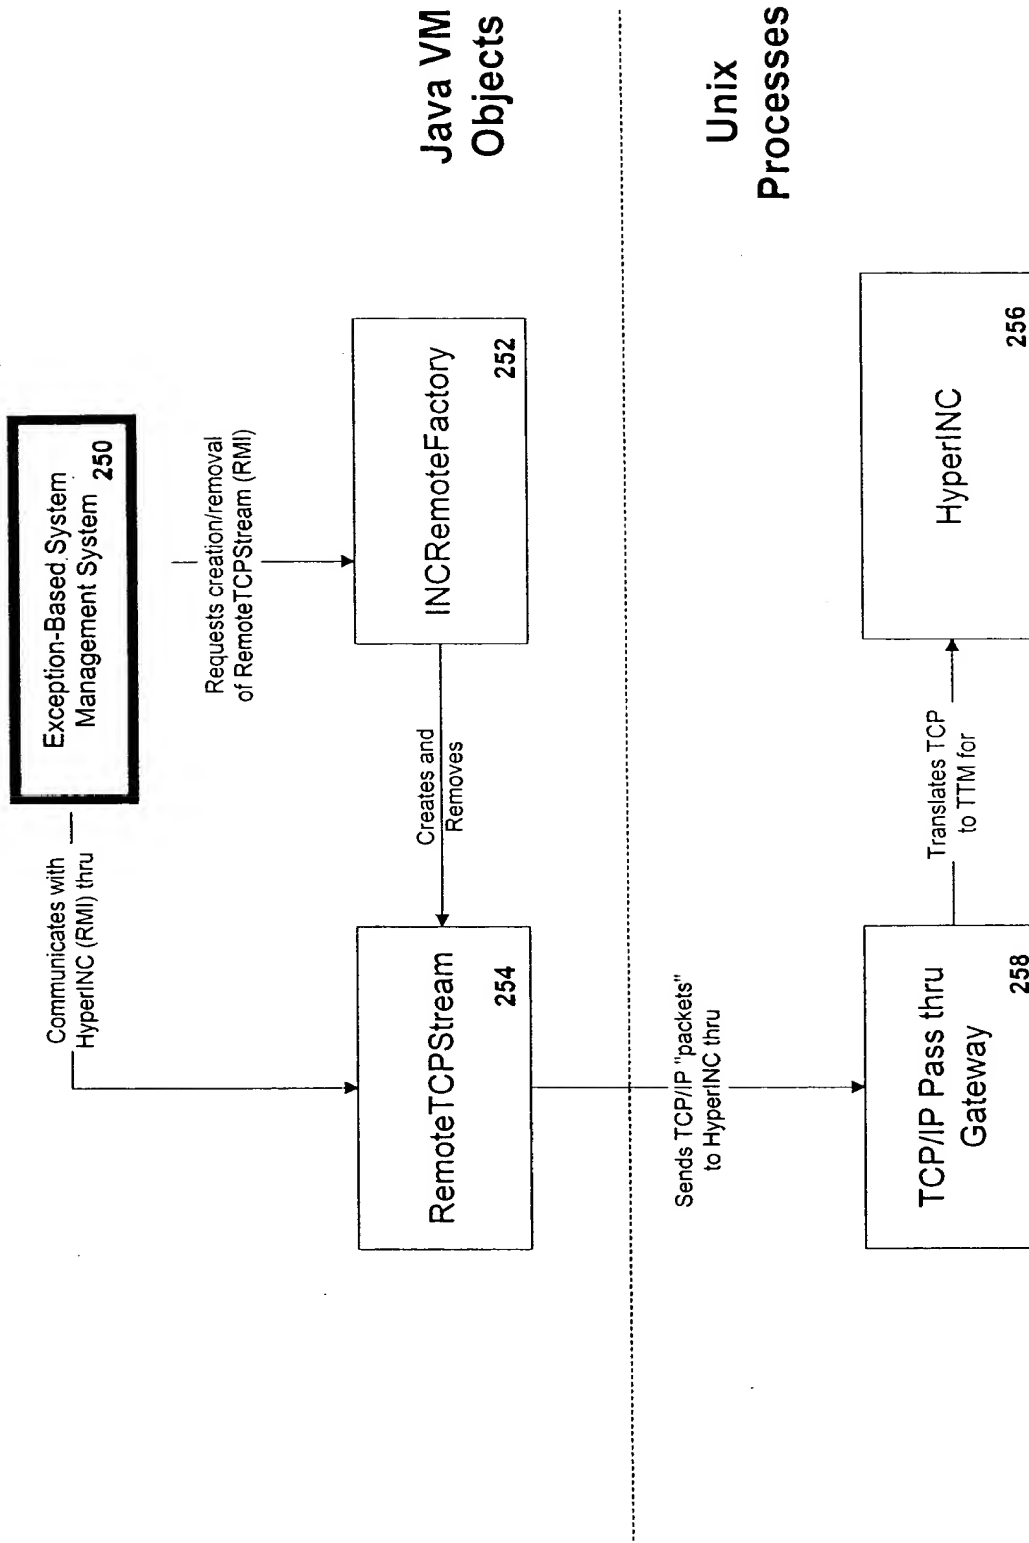 Exception-Based System
Management System
250
Communicates with
HyperINC (RMI) thru
Requests creation/removal
of RemoteTCPStream (RMI)
RemoteTCPStream
254
Creates and
Removes
INCRemoteFactory
252
Java VM
Objects
Sends TCP/IP "packets"
to HyperINC thru
Unix
Processes
TCP/IP Pass thru
Gateway
258
Translates TCP
to TTM for
HyperINC
256